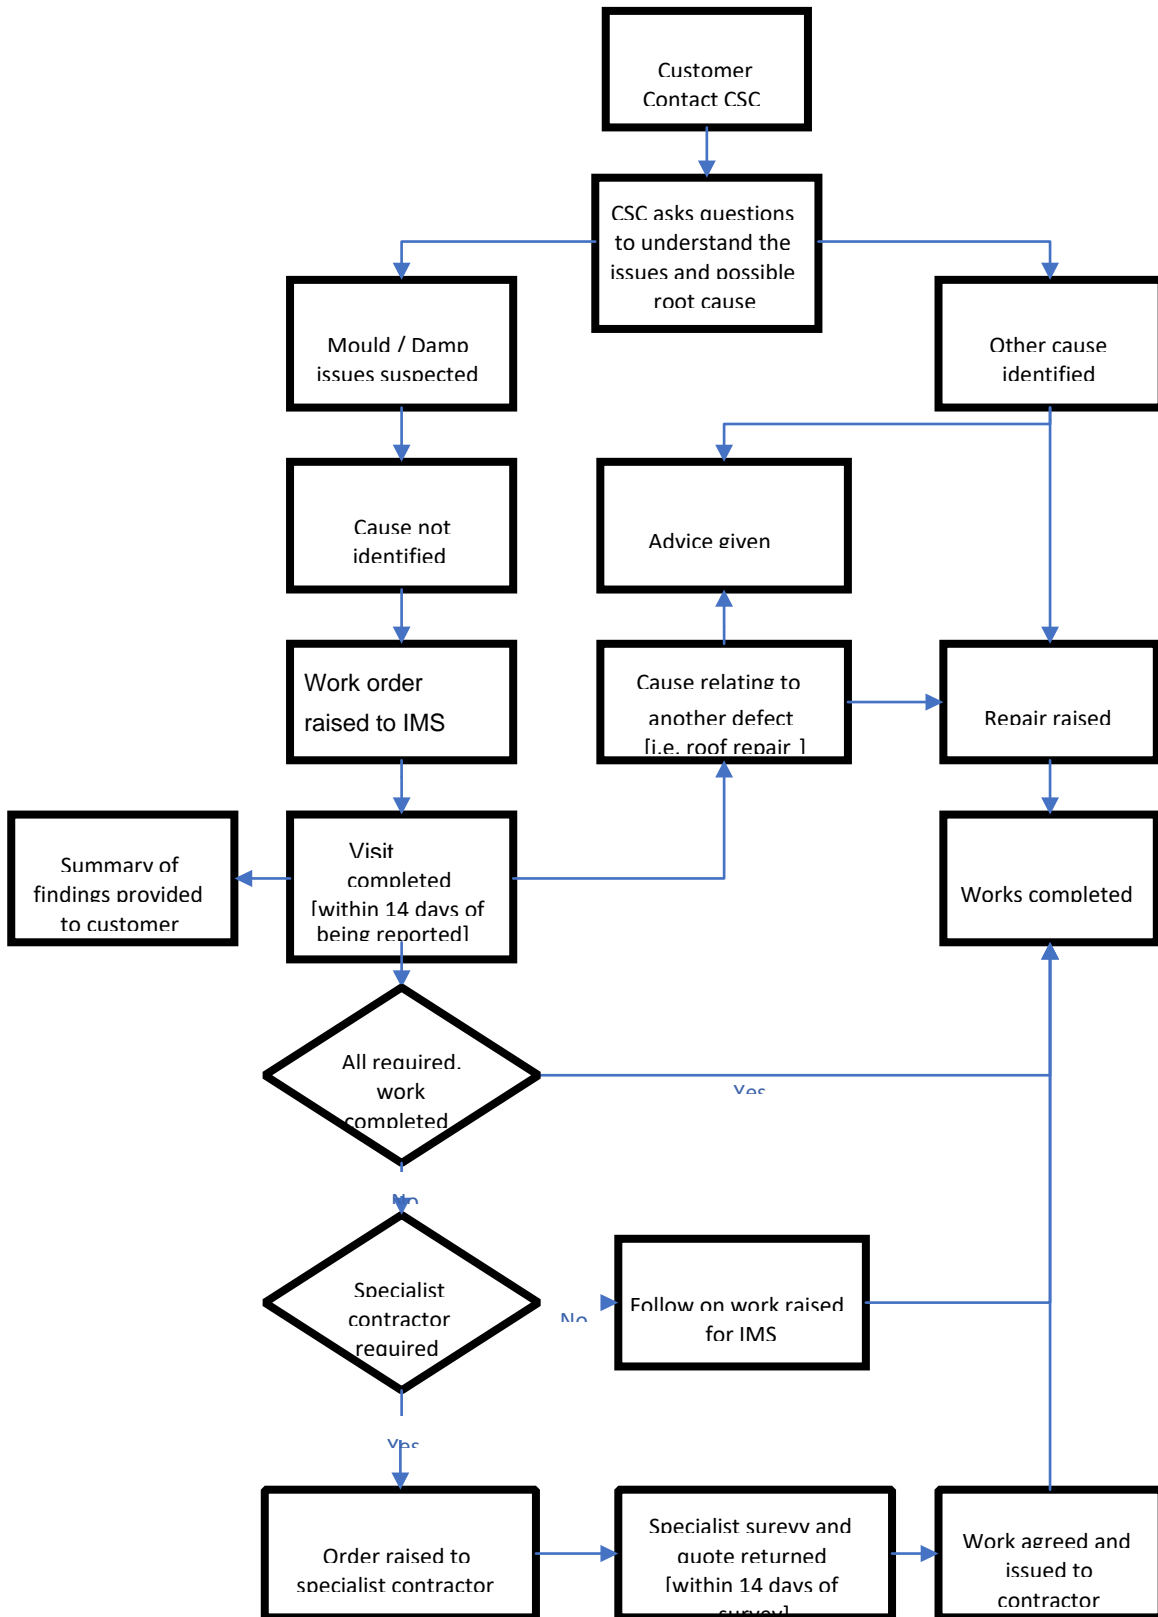 Customer
Contact CSC
CSC asks questions
to understand the
issues and possible
root cause
Mould / Damp
issues suspected
Other cause
identified
Cause not
identified
Advice given
Work order
raised to IMS
Cause relating to
another defect
[i.e. roof repair ]
Repair raised
Summary of
findings provided
to customer
Visit
completed
[within 14 days of
being reported]
Works completed
All required,
work
completed
Yes
No
Specialist
contractor
required
No
Follow on work raised
for IMS
Yes
Order raised to
specialist contractor
Specialist surevy and
quote returned
[within 14 days of
survey]
Work agreed and
issued to
contractor